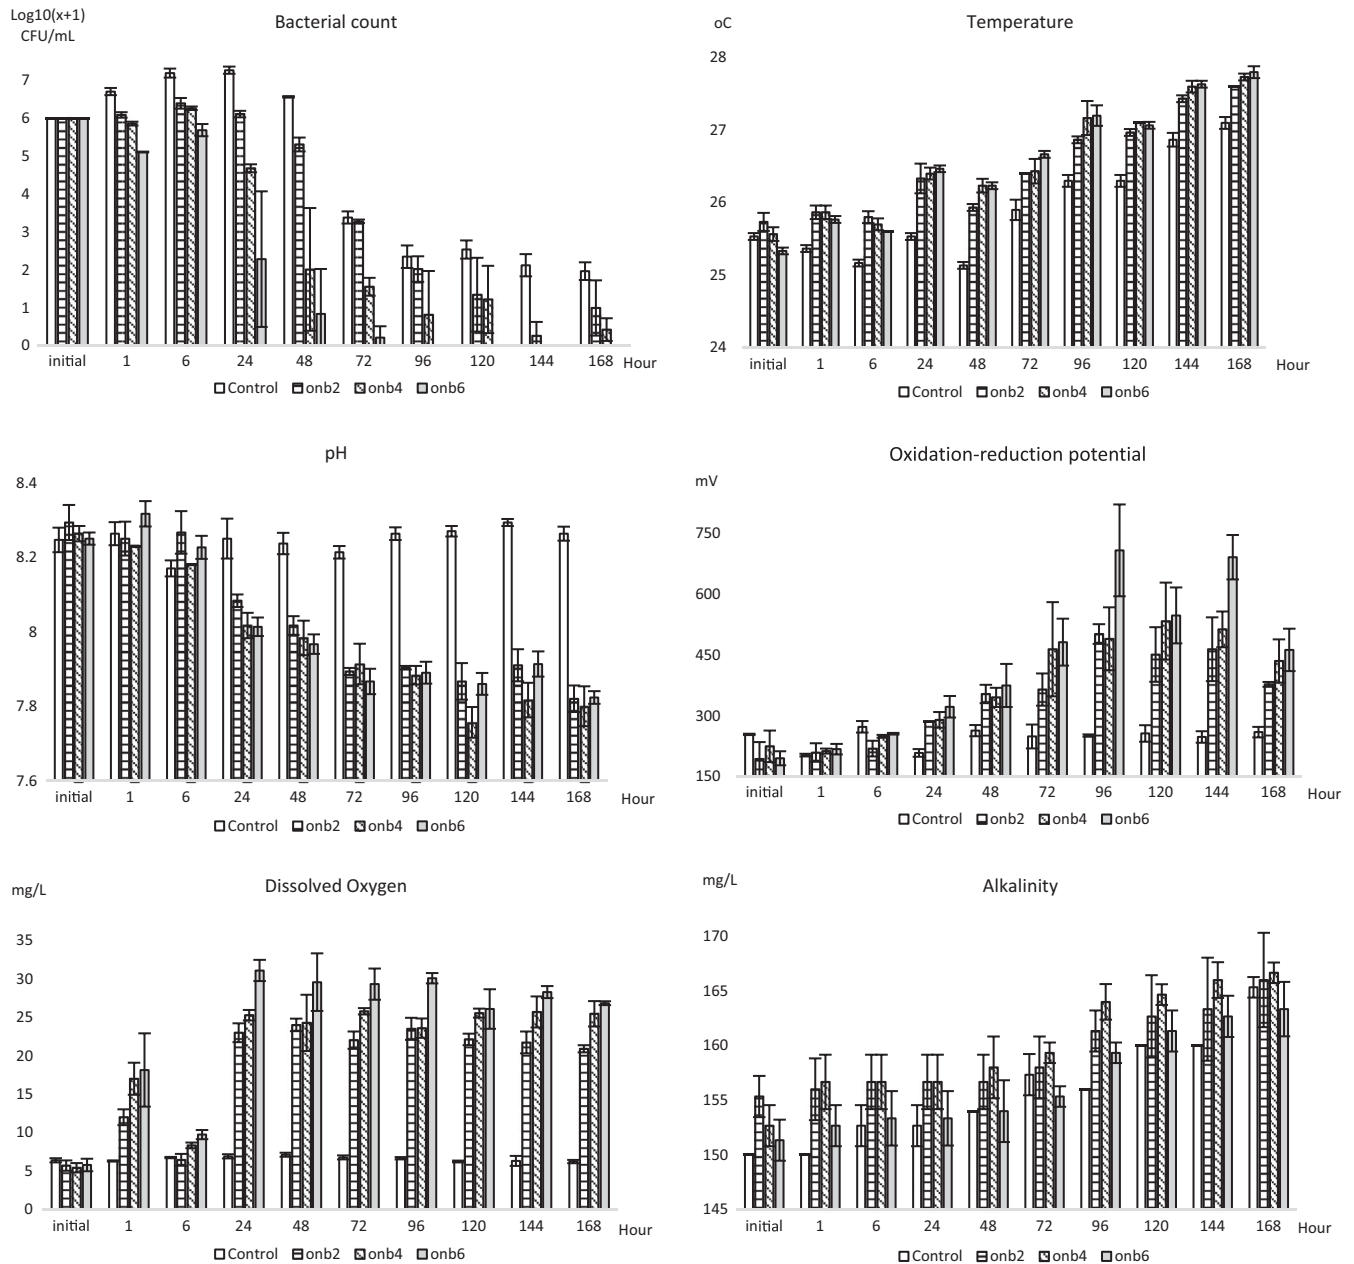 Log10(x+1)
CFU/mL
Bacterial count
7
6
5
4
3
2
1
0
initial 1 6 24 48 72 96 120 144 168 Hour
Control onb2 onb4 onb6
oC
Temperature
28
27
26
25
24
initial 1 6 24 48 72 96 120 144 168 Hour
Control onb2 onb4 onb6
pH
8.4
8.2
8
7.8
7.6
initial 1 6 24 48 72 96 120 144 168 Hour
Control onb2 onb4 onb6
Oxidation-reduction potential
mV
750
600
450
300
150
initial 1 6 24 48 72 96 120 144 168 Hour
Control onb2 onb4 onb6
mg/L
Dissolved Oxygen
35
30
25
20
15
10
5
0
initial 1 6 24 48 72 96 120 144 168 Hour
Control onb2 onb4 onb6
mg/L
Alkalinity
170
165
160
155
150
145
initial 1 6 24 48 72 96 120 144 168 Hour
Control onb2 onb4 onb6